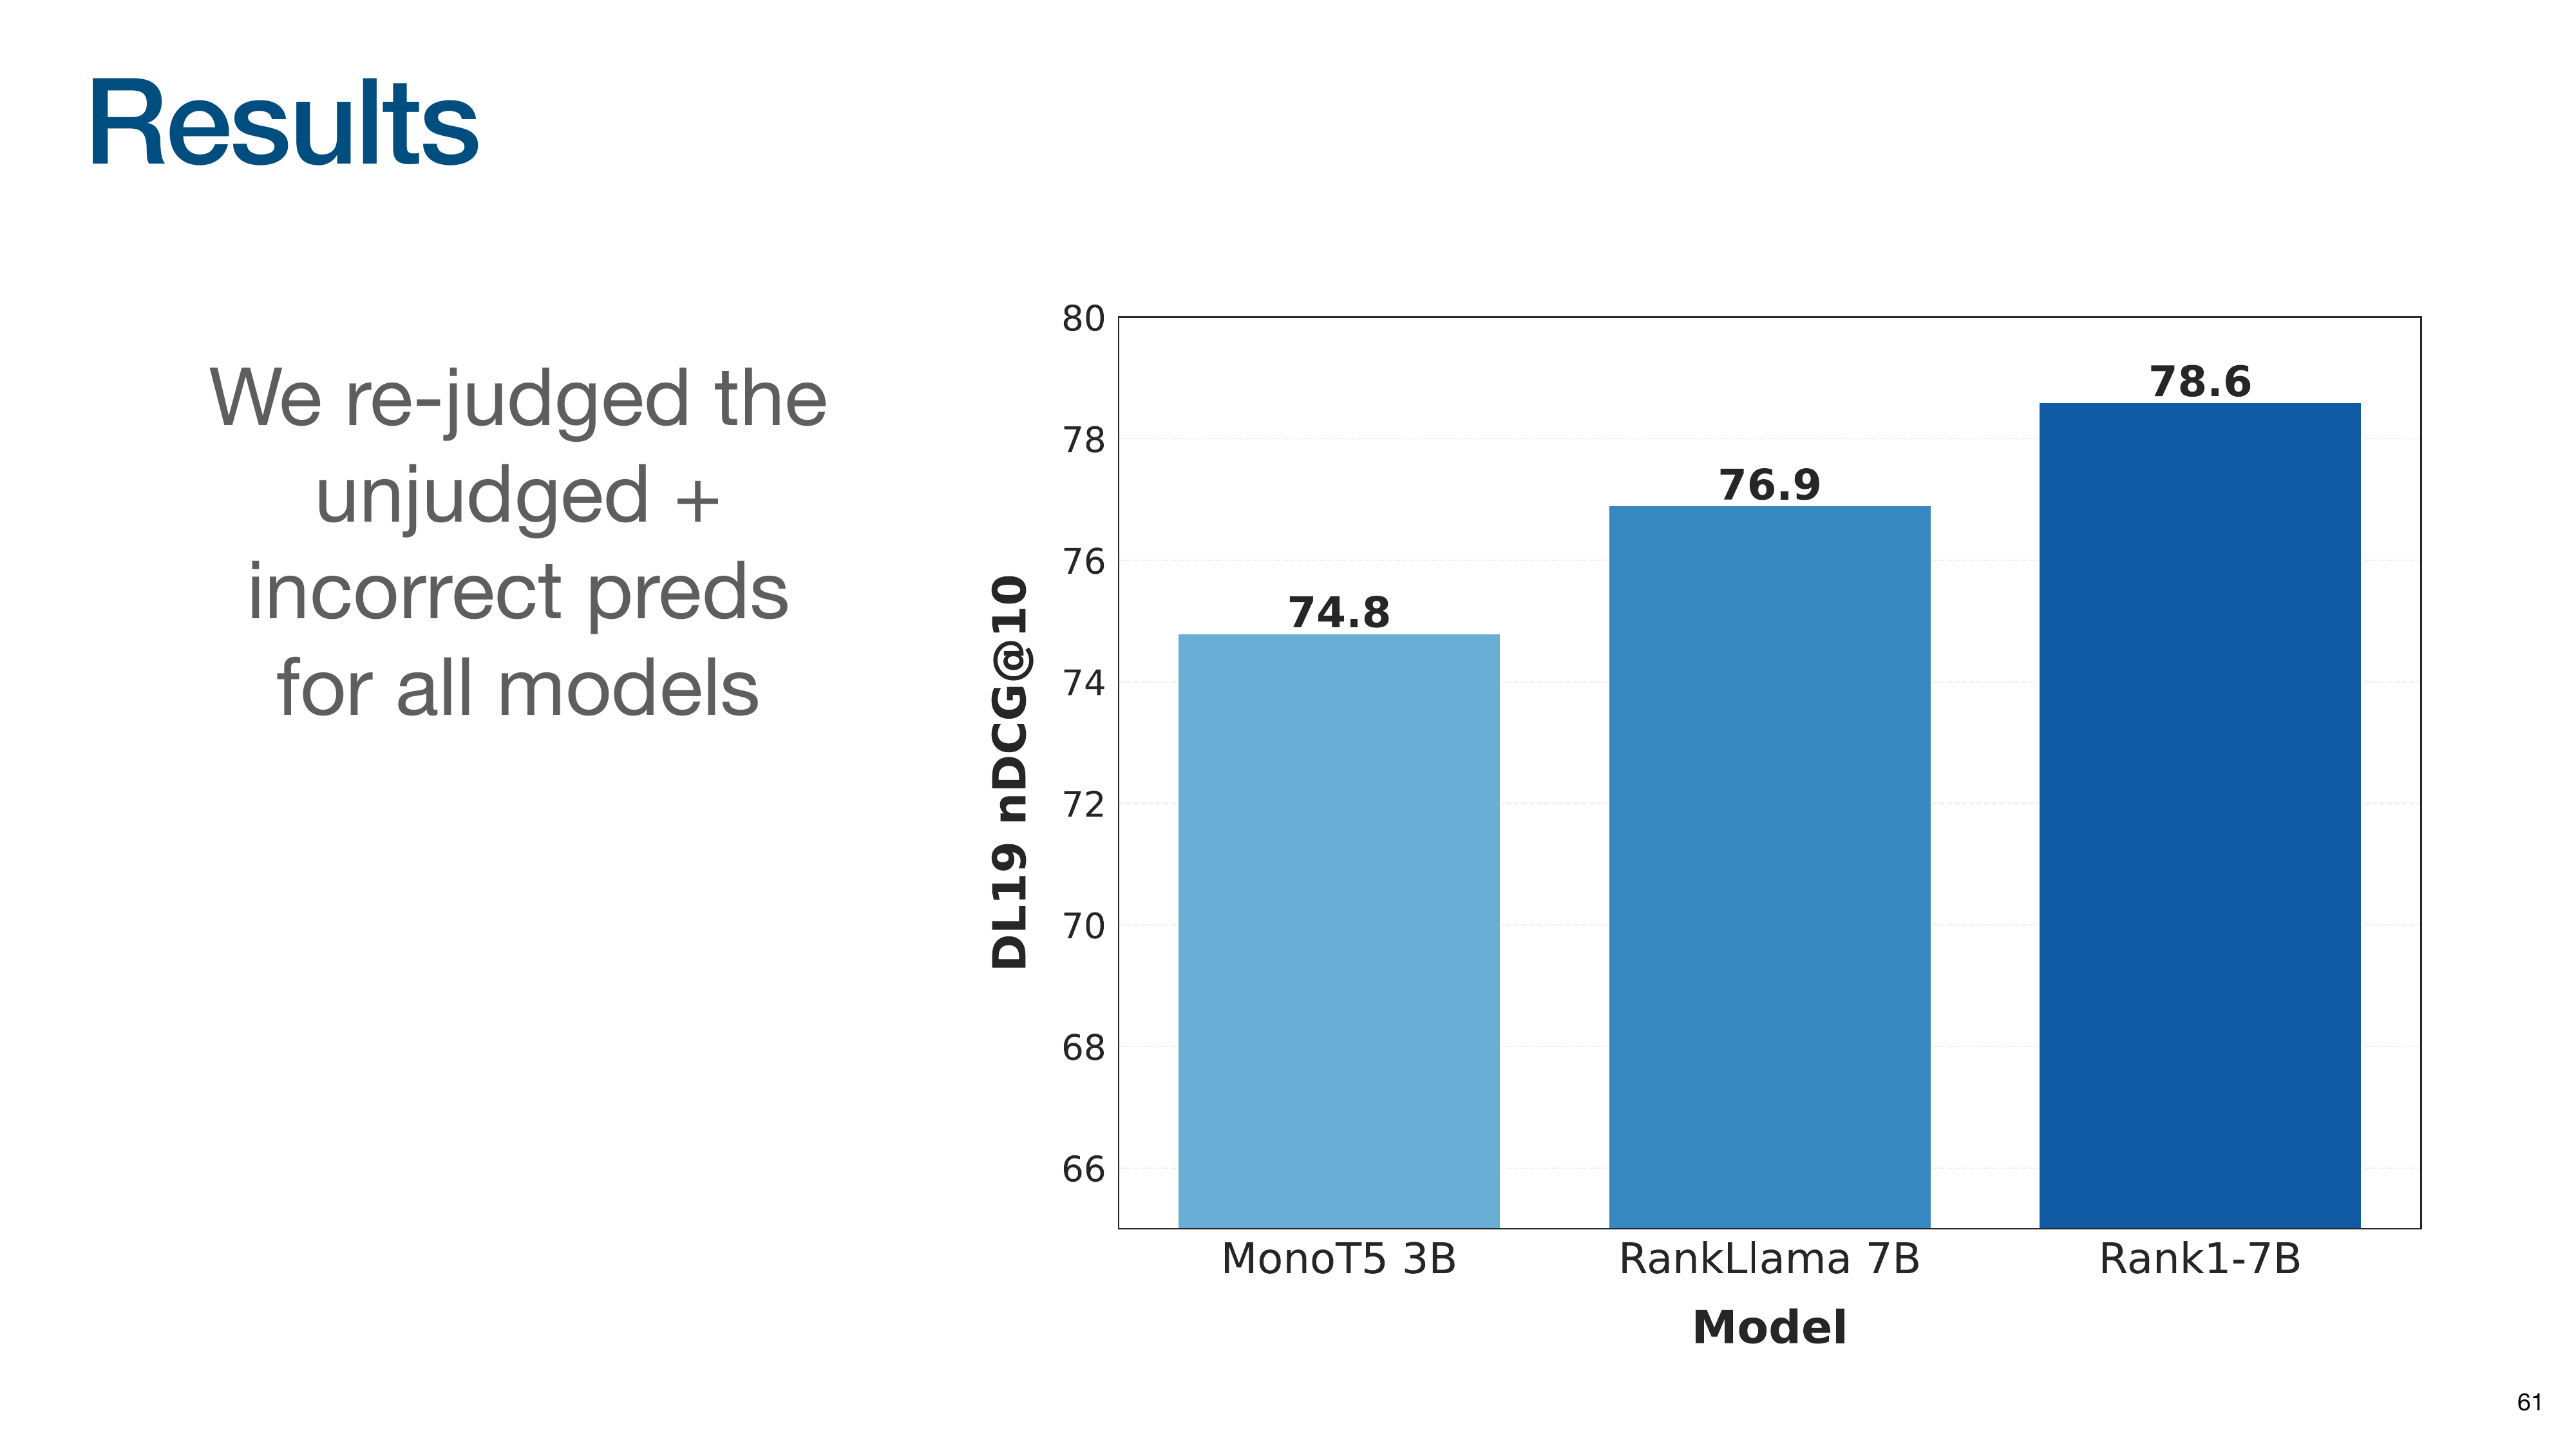 Results
We re-judged the
unjudged +
incorrect preds
for all models
DL19 nDCG@10
80
78
76
74
72
70
68
66
74.8
76.9
78.6
MonoT5 3B
RankLlama 7B
Rank1-7B
Model
61